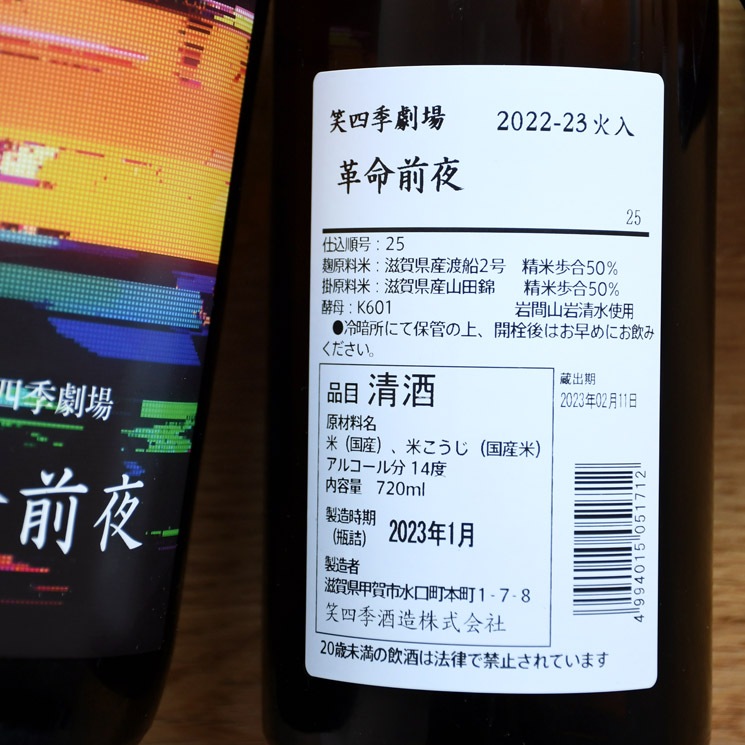 四季劇場
命前夜
笑四季劇場 2022-23火入
革命前夜
25
仕込順号：25
麹原料米：滋賀県産渡船2号 精米歩合50%
掛原料米：滋賀県産山田錦 精米歩合50%
酵母：K601 岩間山岩清水使用
●冷暗所にて保管の上、開栓後はお早めにお飲み
ください。
品目 清酒
原材料名
米（国産）、米こうじ（国産米）
アルコール分 14度
内容量 720ml
製造時期
（瓶詰） 2023年1月
製造者
滋賀県甲賀市水口町本町1-7-8
笑四季酒造株式会社
蔵出期
2023年02月11日
4994015051712
20歳未満の飲酒は法律で禁止されています